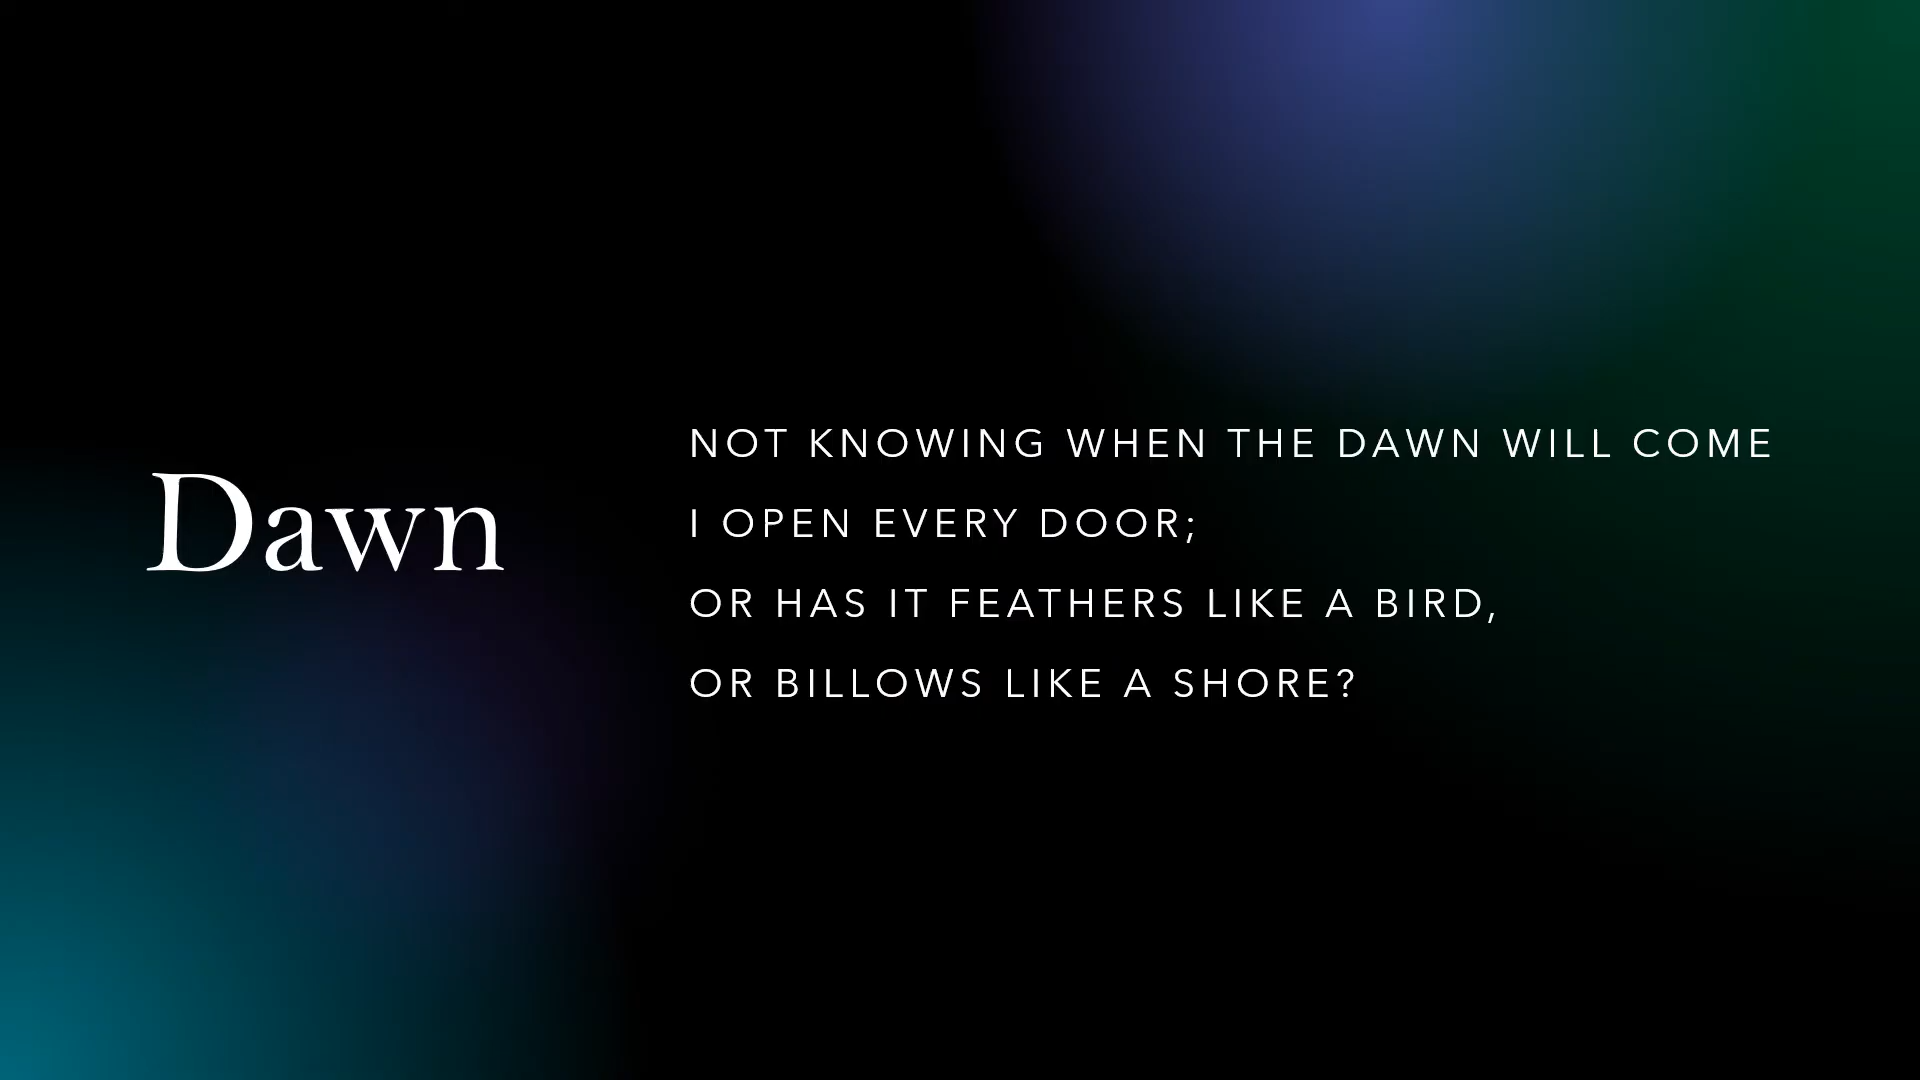 Dawn
NOT KNOWING WHEN THE DAWN WILL COME
I OPEN EVERY DOOR;
OR HAS IT FEATHERS LIKE A BIRD,
OR BILLOWS LIKE A SHORE?